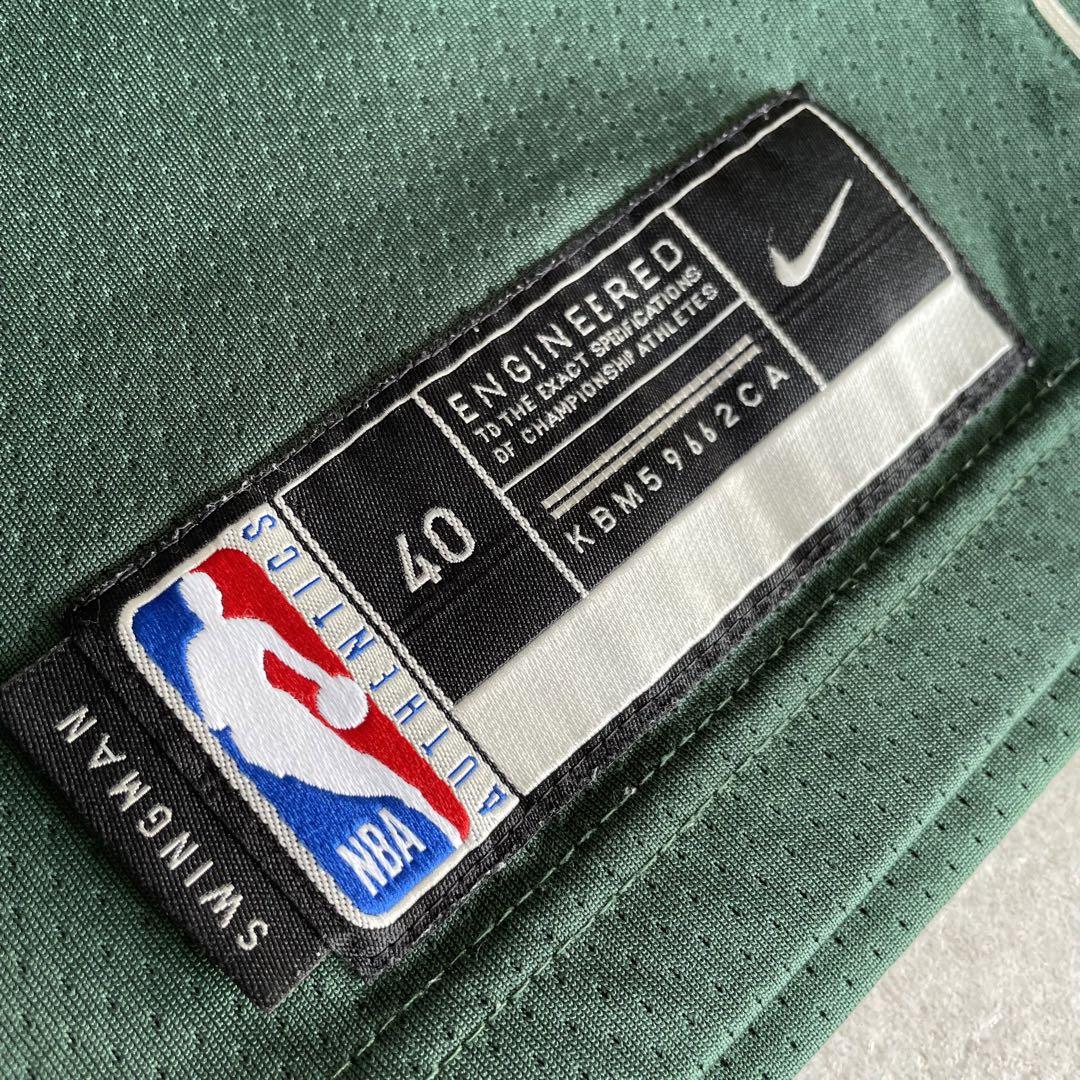 SWINGMAN
NBA
AUTHENTICS
40
ENGINEERED
TO THE EXACT SPECIFICATIONS
OF CHAMPIONSHIP ATHLETES
KBM59662CA